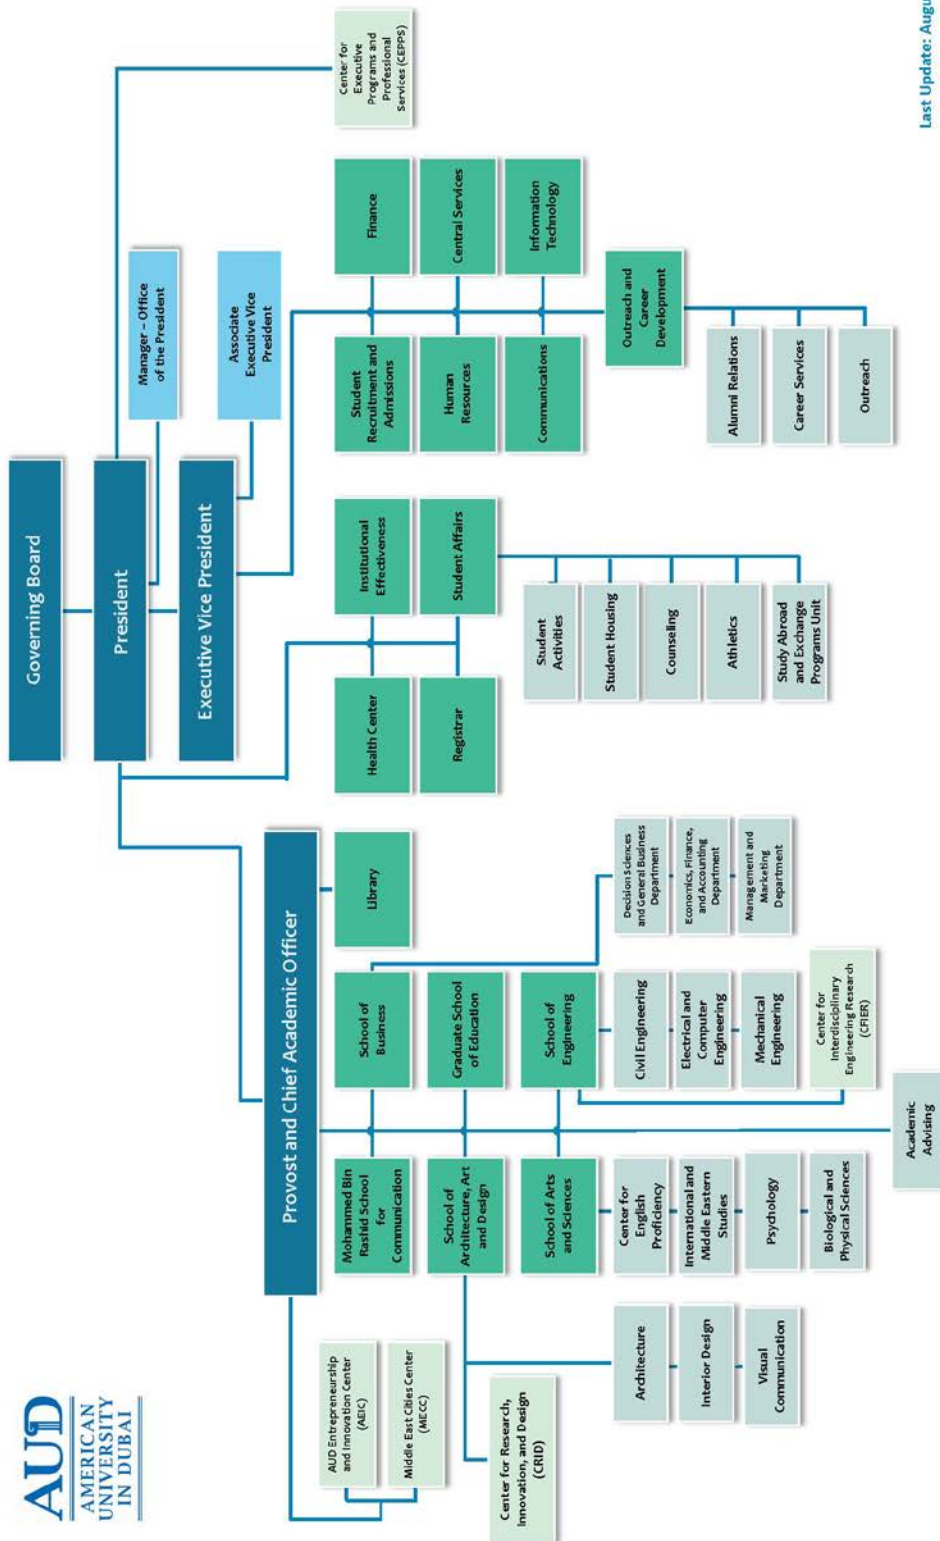 AUD
AMERICAN
UNIVERSITY
IN DUBAI
Governing Board
President
Manager – Office
of the President
Executive Vice President
Associate
Executive Vice
President
Provost and Chief Academic Officer
AUD Entrepreneurship
and Innovation Center
(AEIC)
Middle East Cities Center
(MECC)
Mohammed Bin
Rashid School
for
Communication
School of
Business
Library
Health Center
Institutional
Effectiveness
Student
Recruitment and
Admissions
Finance
Center for
Executive
Programs and
Professional
Services (CEPPS)
School of
Architecture, Art
and Design
Graduate School
of Education
Registrar
Student Affairs
Human
Resources
Central Services
Center for Research,
Innovation, and Design
(CRID)
School of Arts
and Sciences
School of
Engineering
Communications
Information
Technology
Student
Activities
Student Housing
Counseling
Athletics
Study Abroad
and Exchange
Programs Unit
Outreach and
Career
Development
Alumni Relations
Career Services
Outreach
Architecture
Interior Design
Visual
Communication
Center for
English
Proficiency
International and
Middle Eastern
Studies
Psychology
Biological and
Physical Sciences
Civil Engineering
Electrical and
Computer
Engineering
Mechanical
Engineering
Center for
Interdisciplinary
Engineering Research
(CFIER)
Decision Sciences
and General Business
Department
Economics, Finance,
and Accounting
Department
Management and
Marketing
Department
Academic
Advising
Last Update: Augu